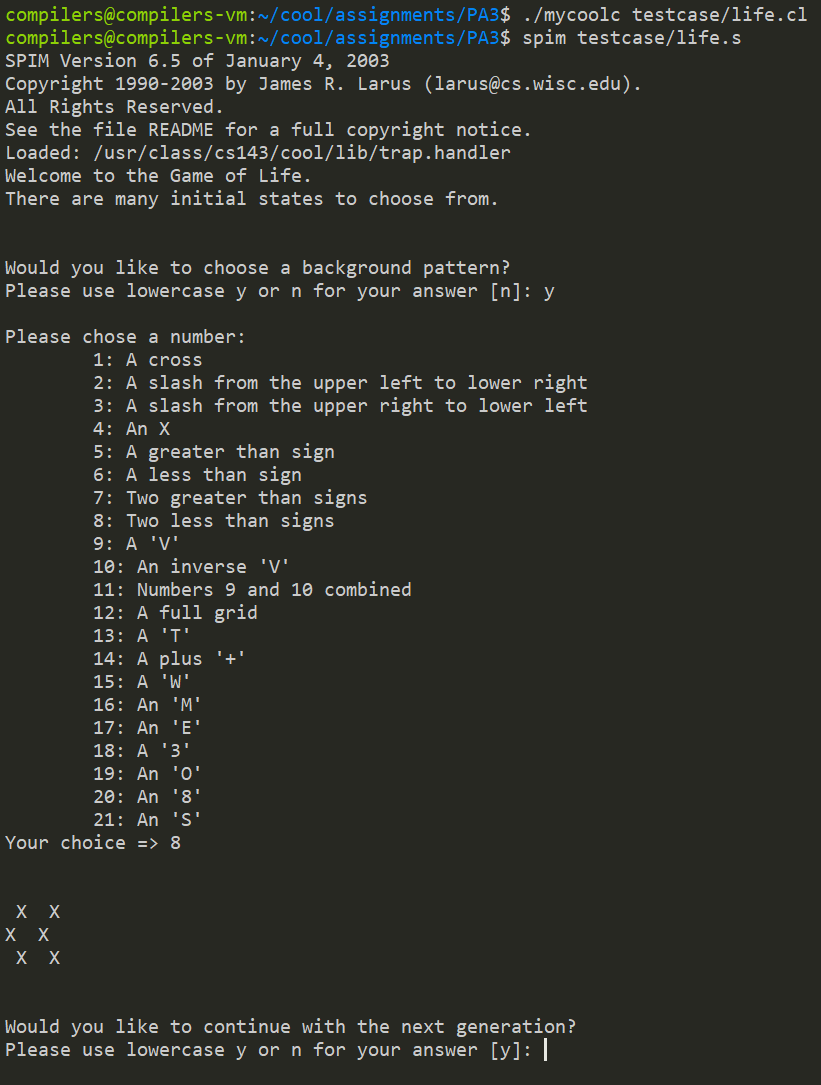 compilers@compilers-vm:~/cool/assignments/PA3$ ./mycoolc testcase/life.cl
compilers@compilers-vm:~/cool/assignments/PA3$ spim testcase/life.s
SPIM Version 6.5 of January 4, 2003
Copyright 1990-2003 by James R. Larus (larus@cs.wisc.edu).
All Rights Reserved.
See the file README for a full copyright notice.
Loaded: /usr/class/cs143/cool/lib/trap.handler
Welcome to the Game of Life.
There are many initial states to choose from.
Would you like to choose a background pattern?
Please use lowercase y or n for your answer [n]: y
Please chose a number:
        1: A cross
        2: A slash from the upper left to lower right
        3: A slash from the upper right to lower left
        4: An X
        5: A greater than sign
        6: A less than sign
        7: Two greater than signs
        8: Two less than signs
        9: A 'V'
        10: An inverse 'V'
        11: Numbers 9 and 10 combined
        12: A full grid
        13: A 'T'
        14: A plus '+'
        15: A 'W'
        16: An 'M'
        17: An 'E'
        18: A '3'
        19: An 'O'
        20: An '8'
        21: An 'S'
Your choice => 8
 X  X
X  X
 X  X
Would you like to continue with the next generation?
Please use lowercase y or n for your answer [y]: